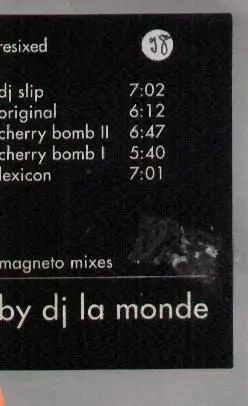 resixed 98
dj slip 7:02
original 6:12
cherry bomb II 6:47
cherry bomb I 5:40
lexicon 7:01
magneto mixes
by dj la monde